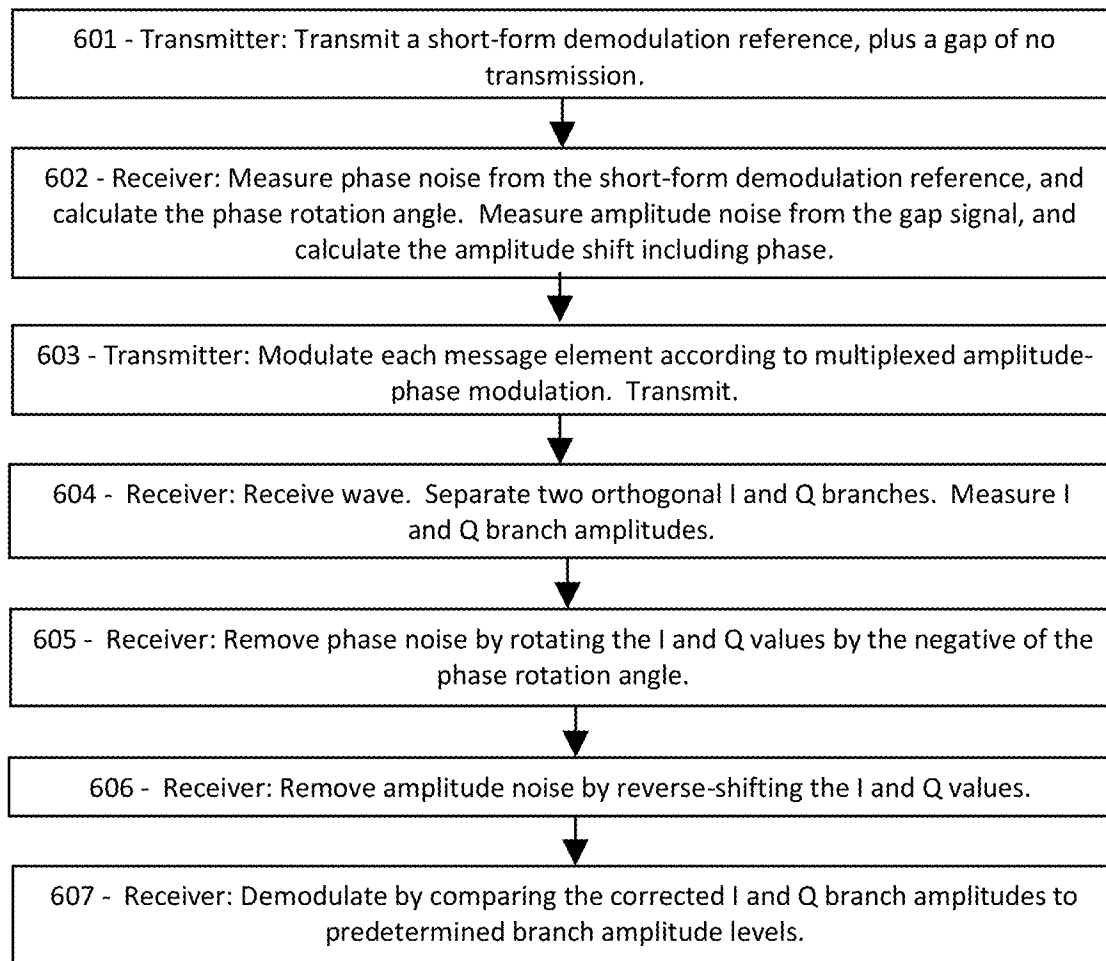 601 - Transmitter: Transmit a short-form demodulation reference, plus a gap of no
transmission.
602 - Receiver: Measure phase noise from the short-form demodulation reference, and
calculate the phase rotation angle.  Measure amplitude noise from the gap signal, and
calculate the amplitude shift including phase.
603 - Transmitter: Modulate each message element according to multiplexed amplitude-
phase modulation.  Transmit.
604 -  Receiver: Receive wave.  Separate two orthogonal I and Q branches.  Measure I
and Q branch amplitudes.
605 -  Receiver: Remove phase noise by rotating the I and Q values by the negative of the
phase rotation angle.
606 -  Receiver: Remove amplitude noise by reverse-shifting the I and Q values.
607 -  Receiver: Demodulate by comparing the corrected I and Q branch amplitudes to
predetermined branch amplitude levels.